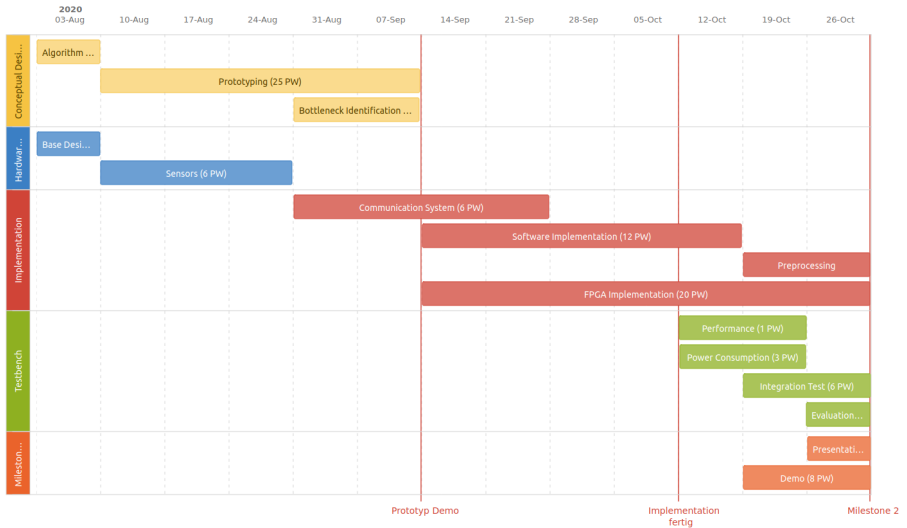 2020
03-Aug 10-Aug 17-Aug 24-Aug 31-Aug 07-Sep 14-Sep 21-Sep 28-Sep 05-Oct 12-Oct 19-Oct 26-Oct
Conceptual Desi...
Algorithm ...
Prototyping (25 PW)
Bottleneck Identification ...
Hardwar...
Base Desi...
Sensors (6 PW)
Implementation
Communication System (6 PW)
Software Implementation (12 PW)
Preprocessing
FPGA Implementation (20 PW)
Testbench
Performance (1 PW)
Power Consumption (3 PW)
Integration Test (6 PW)
Evaluation...
Mileston...
Presentati...
Demo (8 PW)
Prototyp Demo
Implementation
fertig
Milestone 2